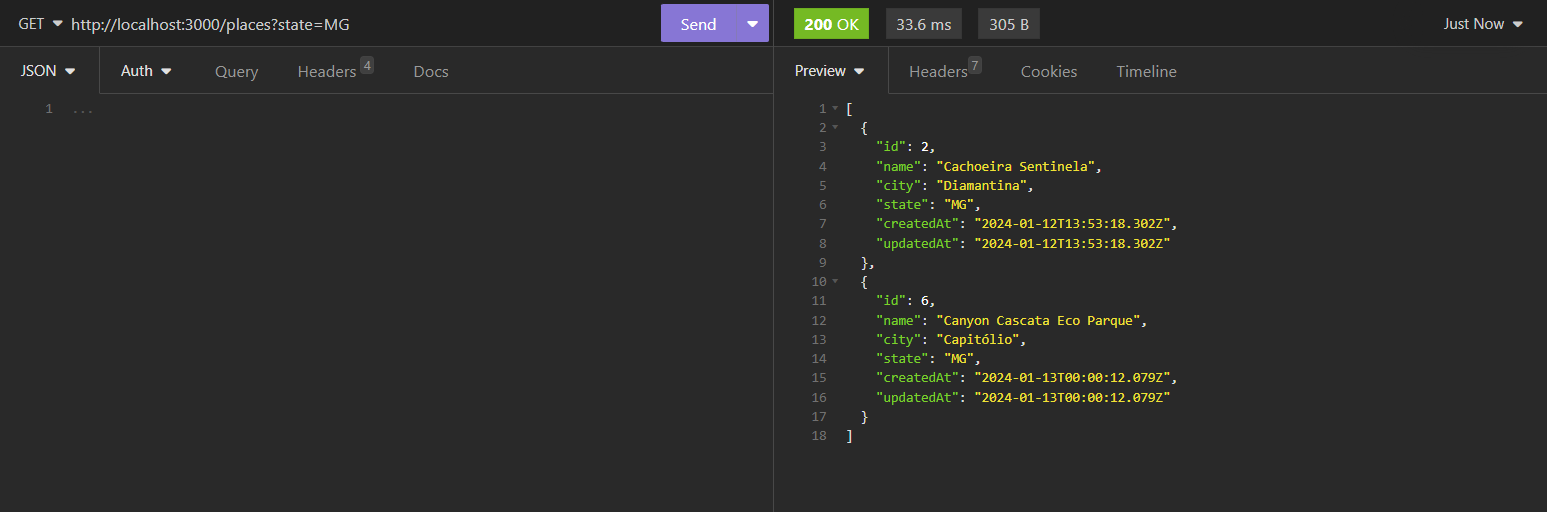 GET http://localhost:3000/places?state=MG Send
JSON Auth Query Headers 4 Docs
1 ...
200 OK 33.6 ms 305 B Just Now
Preview Headers 7 Cookies Timeline
1 [
2 {
3 "id": 2,
4 "name": "Cachoeira Sentinela",
5 "city": "Diamantina",
6 "state": "MG",
7 "createdAt": "2024-01-12T13:53:18.302Z",
8 "updatedAt": "2024-01-12T13:53:18.302Z"
9 },
10 {
11 "id": 6,
12 "name": "Canyon Cascata Eco Parque",
13 "city": "Capitólio",
14 "state": "MG",
15 "createdAt": "2024-01-13T00:00:12.079Z",
16 "updatedAt": "2024-01-13T00:00:12.079Z"
17 }
18 ]